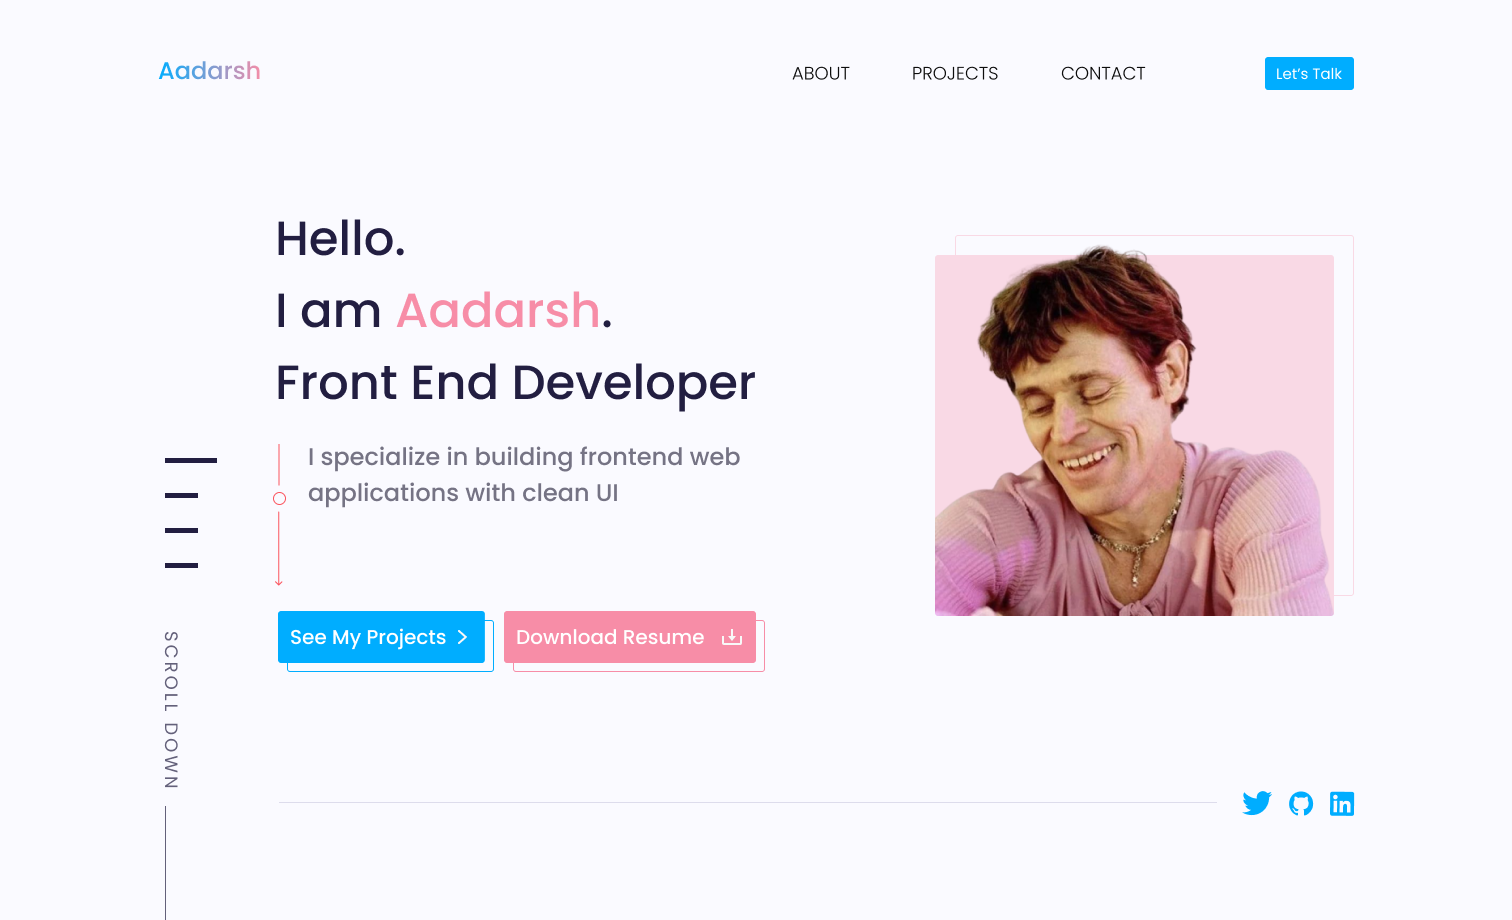 Aadarsh
ABOUT
PROJECTS
CONTACT
Let's Talk
Hello.
I am Aadarsh.
Front End Developer
I specialize in building frontend web
applications with clean UI
See My Projects
Download Resume
SCROLL DOWN
in